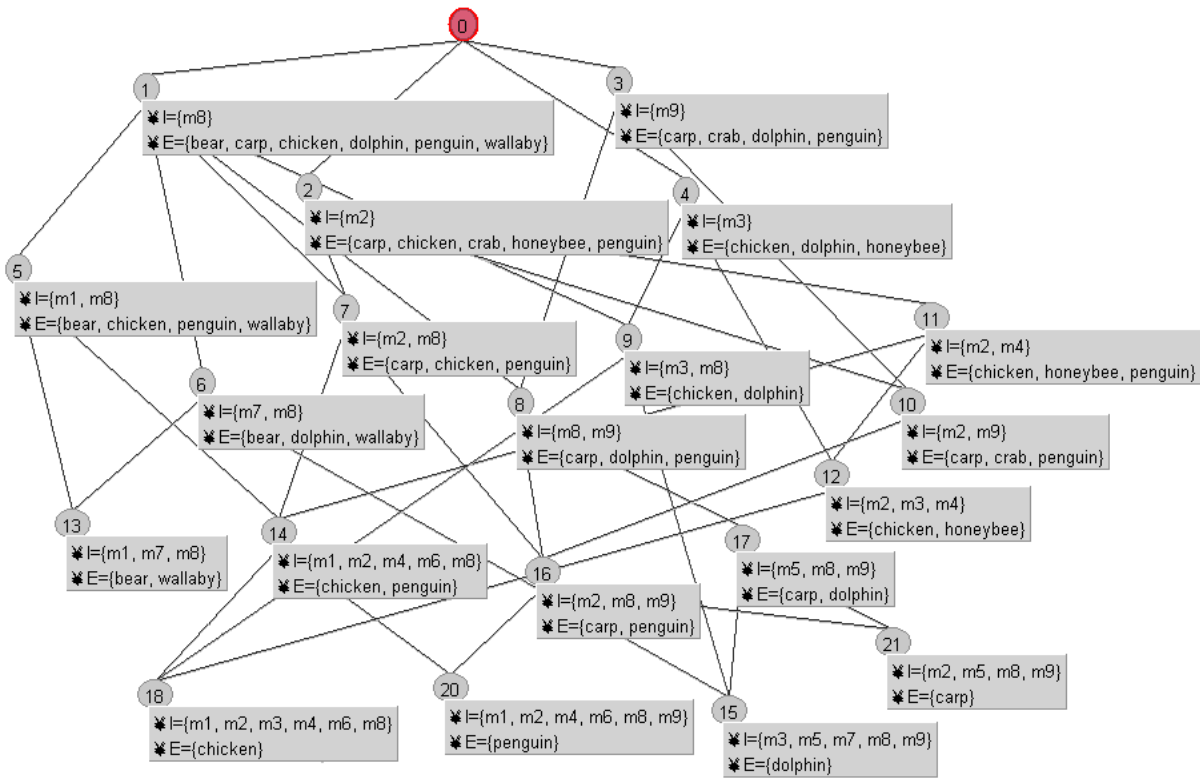 0
1
¥ I={m8}
¥ E={bear, carp, chicken, dolphin, penguin, wallaby}
3
¥ I={m9}
¥ E={carp, crab, dolphin, penguin}
2
¥ I={m2}
¥ E={carp, chicken, crab, honeybee, penguin}
4
¥ I={m3}
¥ E={chicken, dolphin, honeybee}
5
¥ I={m1, m8}
¥ E={bear, chicken, penguin, wallaby}
7
¥ I={m2, m8}
¥ E={carp, chicken, penguin}
9
¥ I={m3, m8}
¥ E={chicken, dolphin}
11
¥ I={m2, m4}
¥ E={chicken, honeybee, penguin}
6
¥ I={m7, m8}
¥ E={bear, dolphin, wallaby}
8
¥ I={m8, m9}
¥ E={carp, dolphin, penguin}
10
¥ I={m2, m9}
¥ E={carp, crab, penguin}
12
¥ I={m2, m3, m4}
¥ E={chicken, honeybee}
13
¥ I={m1, m7, m8}
¥ E={bear, wallaby}
14
¥ I={m1, m2, m4, m6, m8}
¥ E={chicken, penguin}
16
¥ I={m2, m8, m9}
¥ E={carp, penguin}
17
¥ I={m5, m8, m9}
¥ E={carp, dolphin}
21
¥ I={m2, m5, m8, m9}
¥ E={carp}
18
¥ I={m1, m2, m3, m4, m6, m8}
¥ E={chicken}
20
¥ I={m1, m2, m4, m6, m8, m9}
¥ E={penguin}
15
¥ I={m3, m5, m7, m8, m9}
¥ E={dolphin}